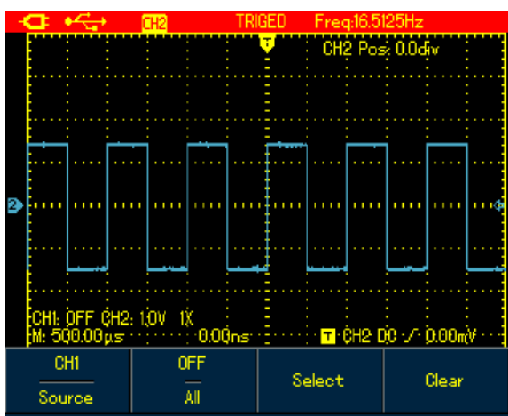 CH2 TRIGED Freq:16.5125Hz
T
CH2 Pos: 0.0div
2
CH1: OFF CH2: 1.0V 1X
M: 500.00μs 0.00ns T CH2 DC 0.00mV
CH1 OFF Select Clear
Source All